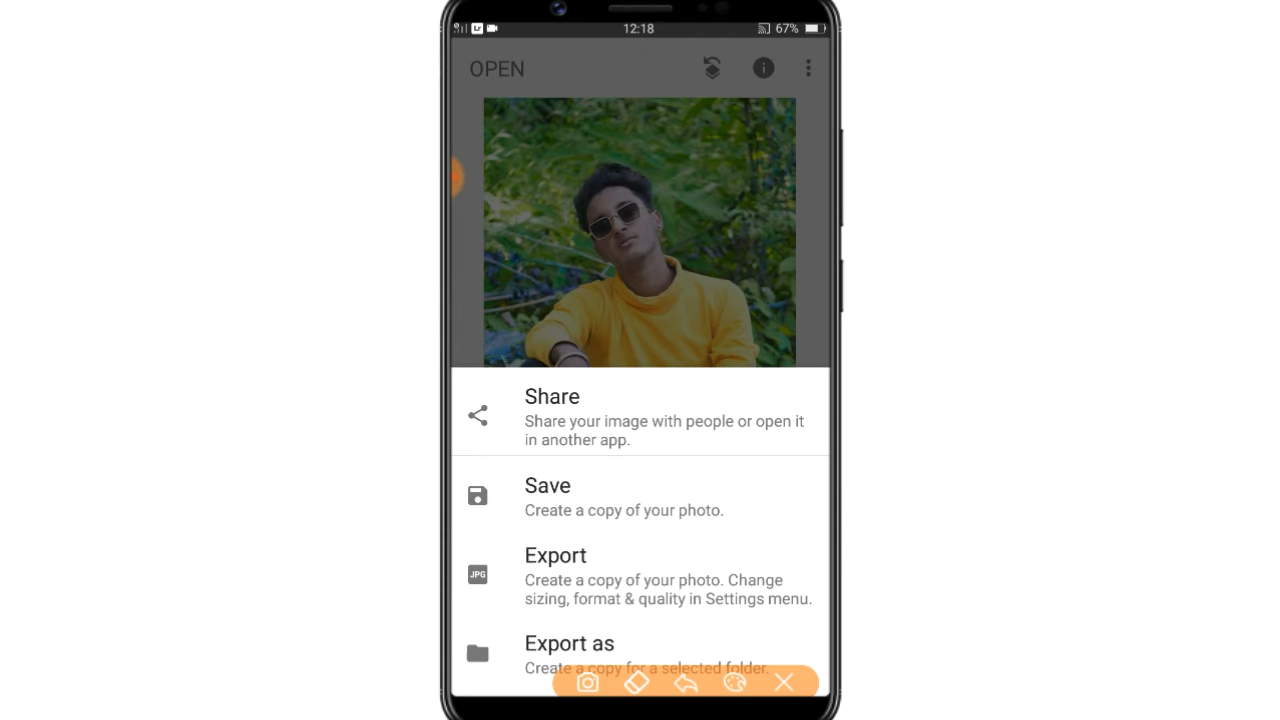 12:18
67%
OPEN
Share
Share your image with people or open it
in another app.
Save
Create a copy of your photo.
Export
JPG
Create a copy of your photo. Change
sizing, format & quality in Settings menu.
Export as
Create a copy for a selected folder.